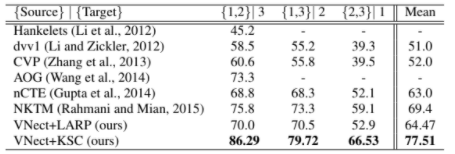 {Source} | {Target} {1,2}| 3 {1,3}| 2 {2,3}| 1 Mean
Hankelets (Li et al., 2012) 45.2 - - -
dvv1 (Li and Zickler, 2012) 58.5 55.2 39.3 51.0
CVP (Zhang et al., 2013) 60.6 55.8 39.5 52.0
AOG (Wang et al., 2014) 73.3 - - -
nCTE (Gupta et al., 2014) 68.8 68.3 52.1 63.0
NKTM (Rahmani and Mian, 2015) 75.8 73.3 59.1 69.4
VNect+LARP (ours) 70.0 70.5 52.9 64.47
VNect+KSC (ours) 86.29 79.72 66.53 77.51